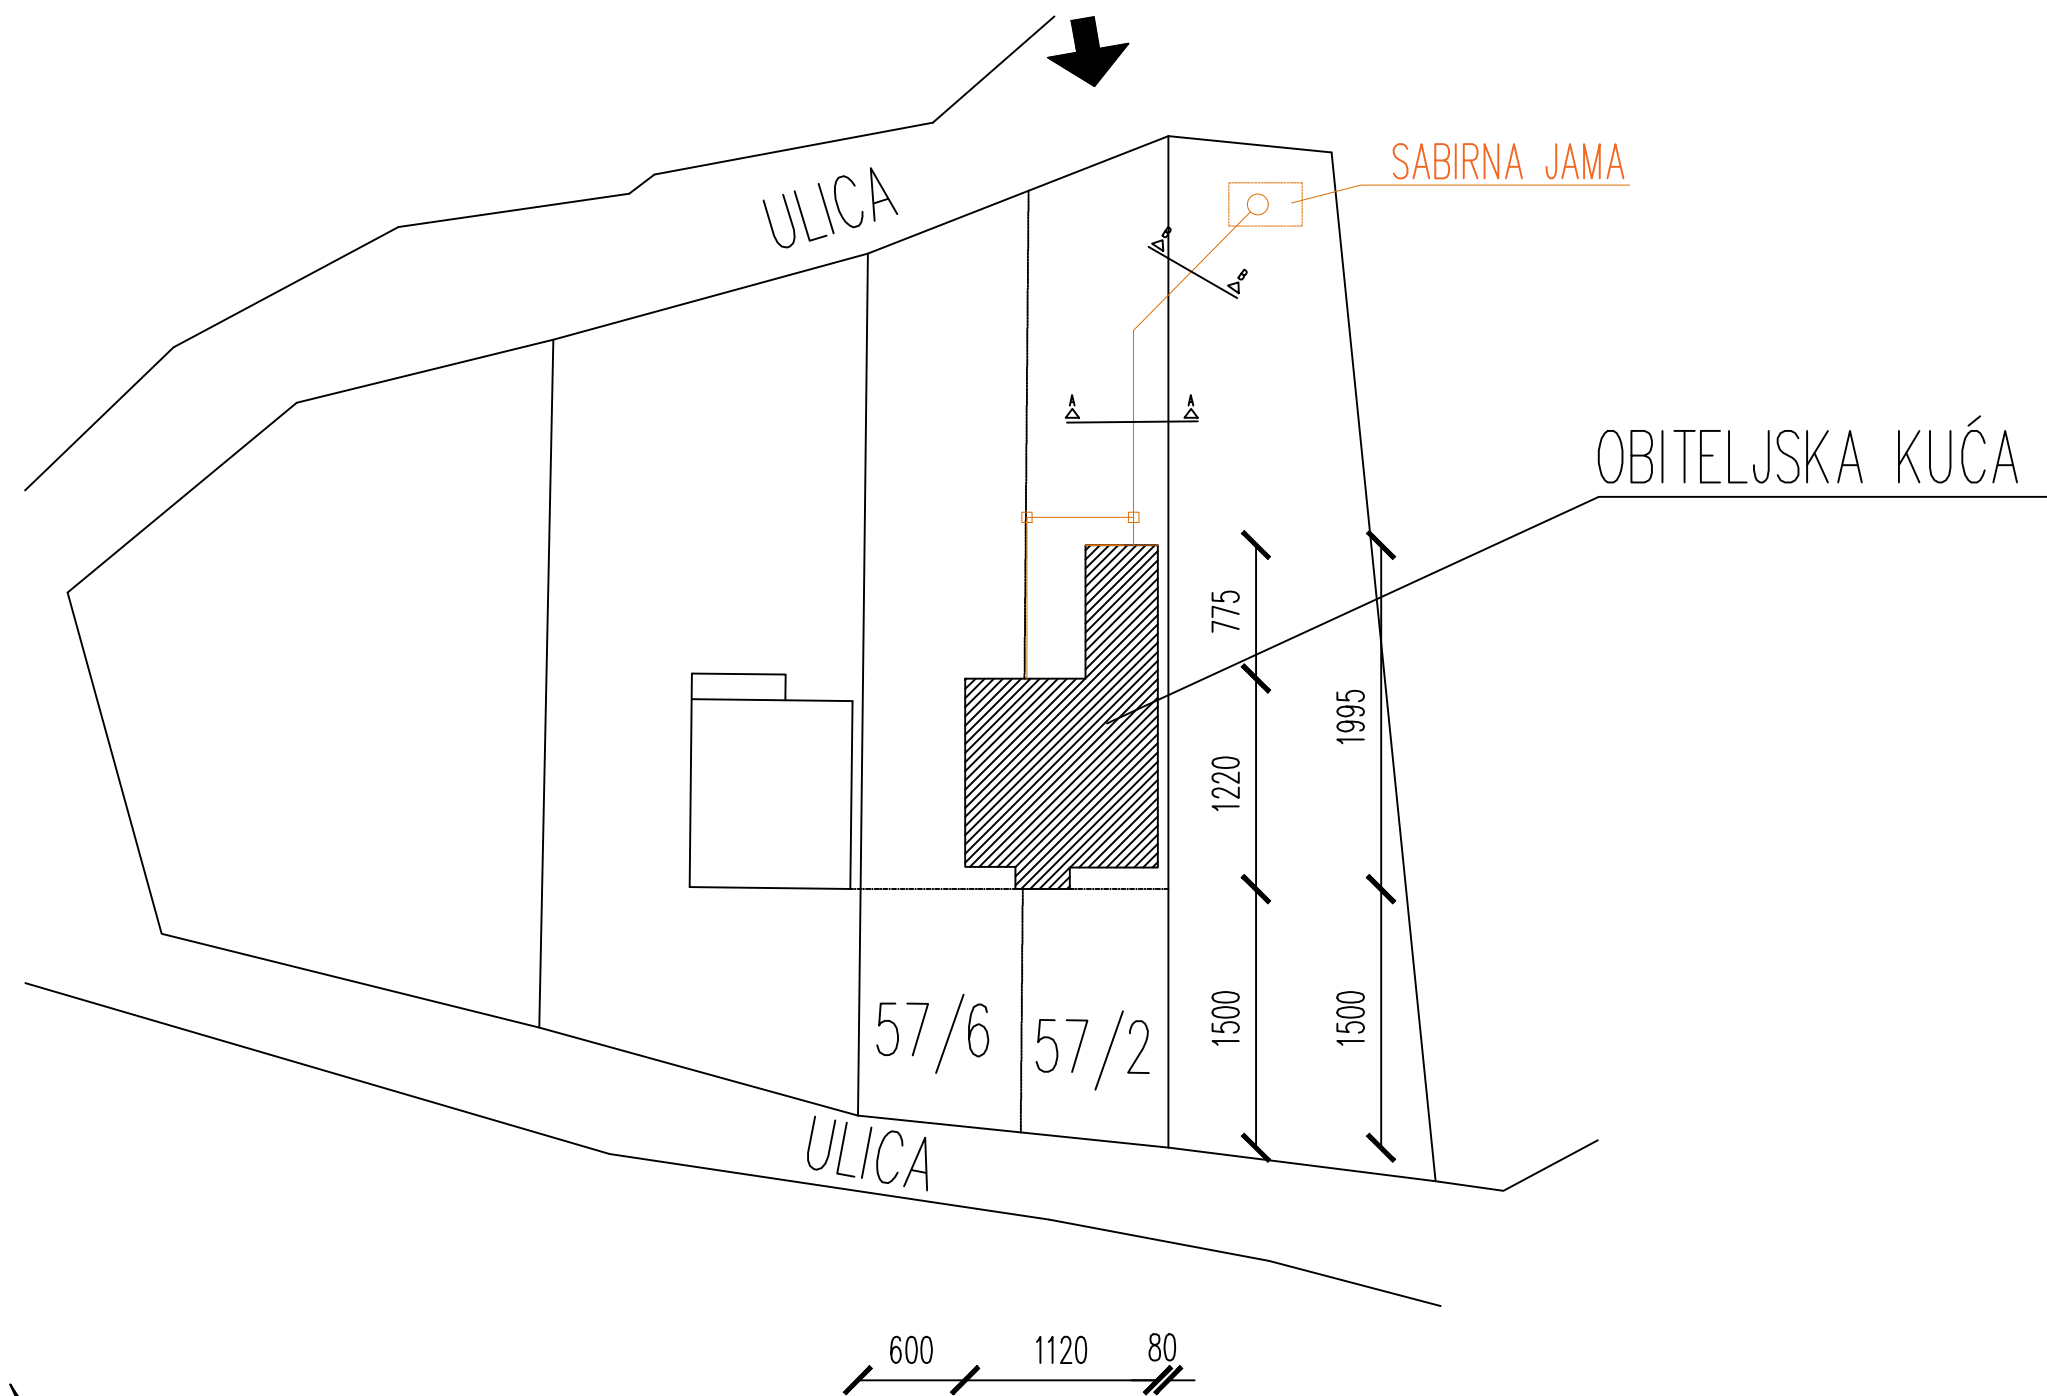 SABIRNA JAMA
ULICA
B
B
A
A
OBITELJSKA KUĆA
775
1995
1220
57/6
57/2
1500
1500
ULICA
600
1120
80